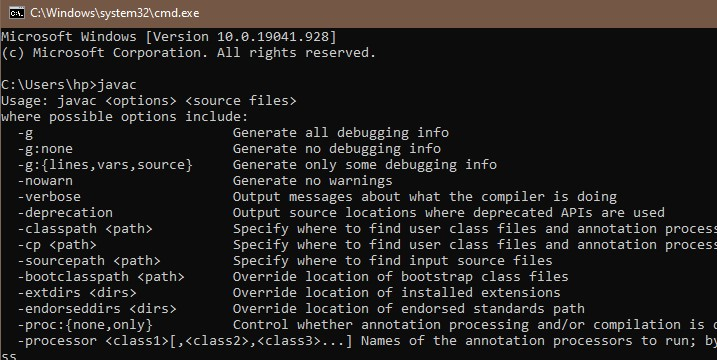 C:\Windows\system32\cmd.exe
Microsoft Windows [Version 10.0.19041.928]
(c) Microsoft Corporation. All rights reserved.
C:\Users\hp>javac
Usage: javac <options> <source files>
where possible options include:
-g Generate all debugging info
-g:none Generate no debugging info
-g:{lines,vars,source} Generate only some debugging info
-nowarn Generate no warnings
-verbose Output messages about what the compiler is doing
-deprecation Output source locations where deprecated APIs are used
-classpath <path> Specify where to find user class files and annotation process
-cp <path> Specify where to find user class files and annotation process
-sourcepath <path> Specify where to find input source files
-bootclasspath <path> Override location of bootstrap class files
-extdirs <dirs> Override location of installed extensions
-endorseddirs <dirs> Override location of endorsed standards path
-proc:{none,only} Control whether annotation processing and/or compilation is
-processor <class1>[,<class2>,<class3>...] Names of the annotation processors to run; by